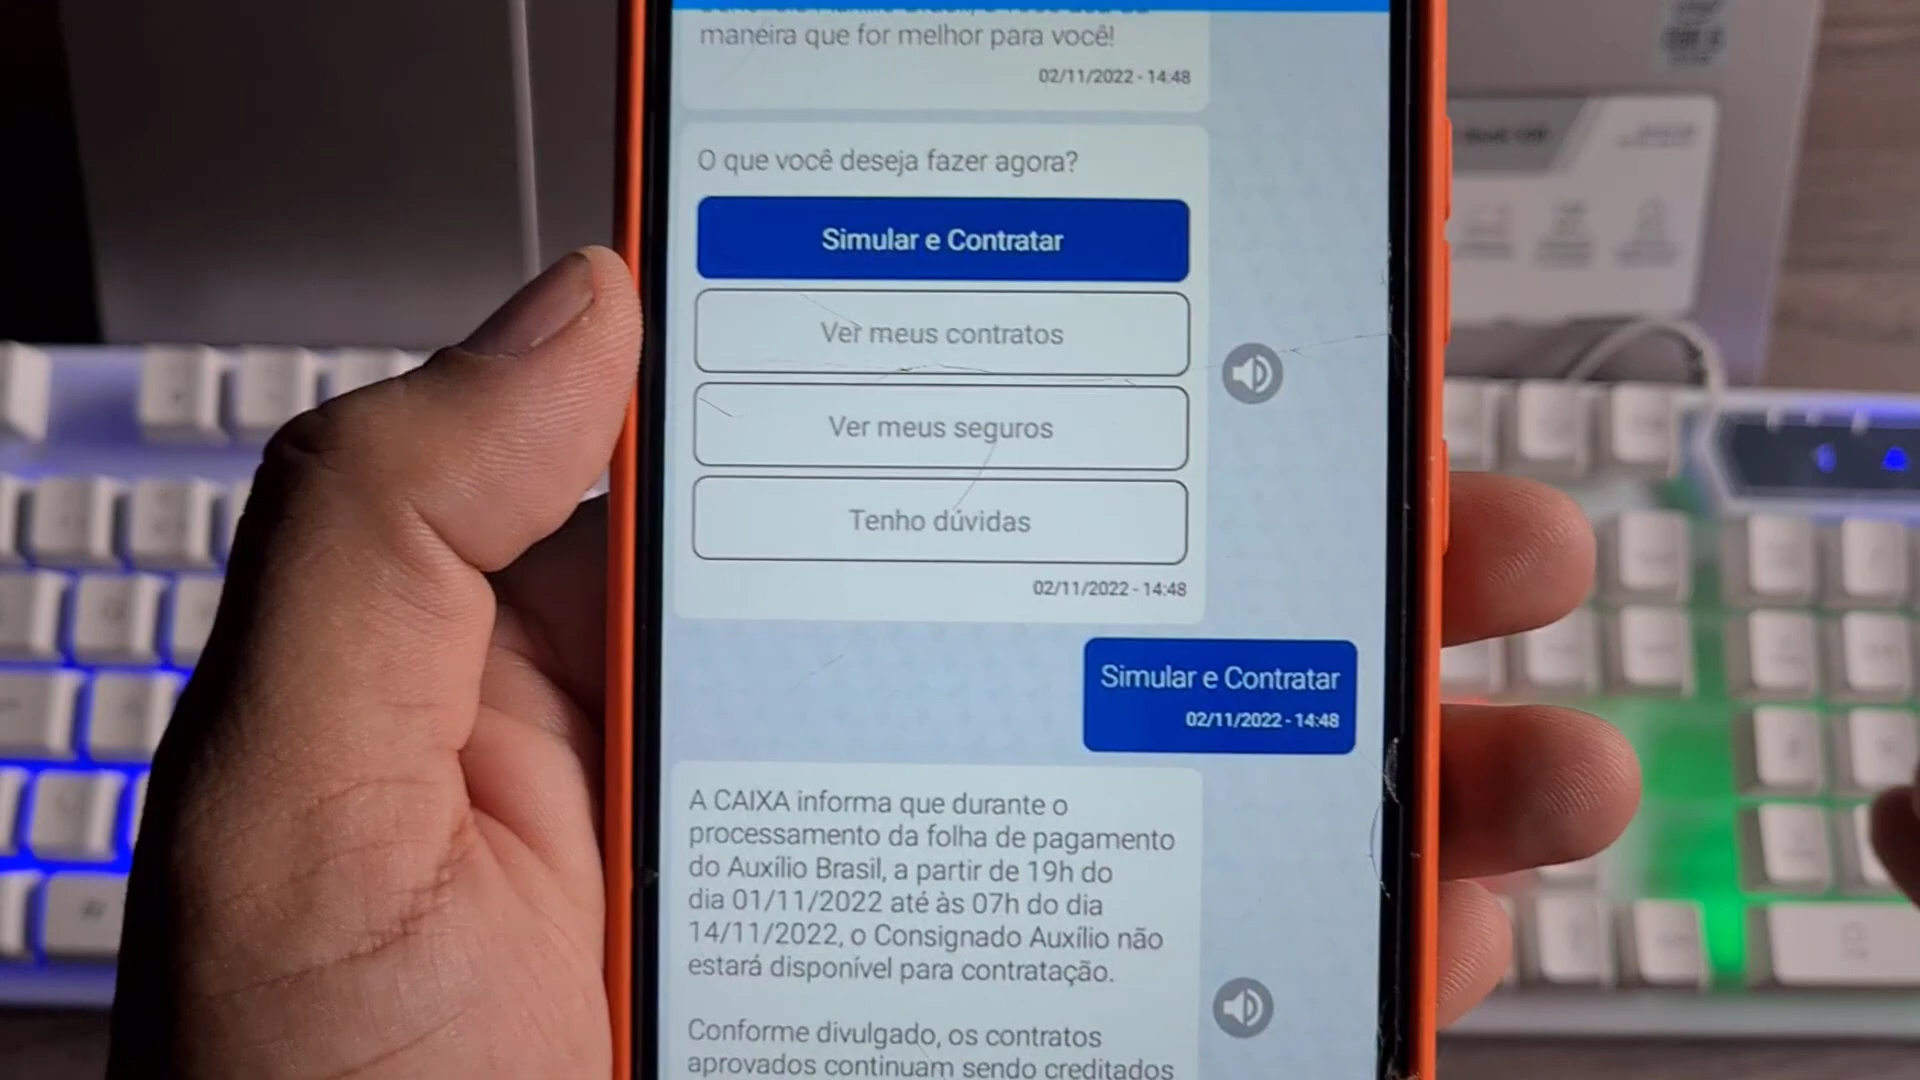 maneira que for melhor para você!
02/11/2022 - 14:48
O que você deseja fazer agora?
Simular e Contratar
Ver meus contratos
Ver meus seguros
Tenho dúvidas
02/11/2022 - 14:48
Simular e Contratar
02/11/2022 - 14:48
A CAIXA informa que durante o
processamento da folha de pagamento
do Auxílio Brasil, a partir de 19h do
dia 01/11/2022 até às 07h do dia
14/11/2022, o Consignado Auxílio não
estará disponível para contratação.
Conforme divulgado, os contratos
aprovados continuam sendo creditados